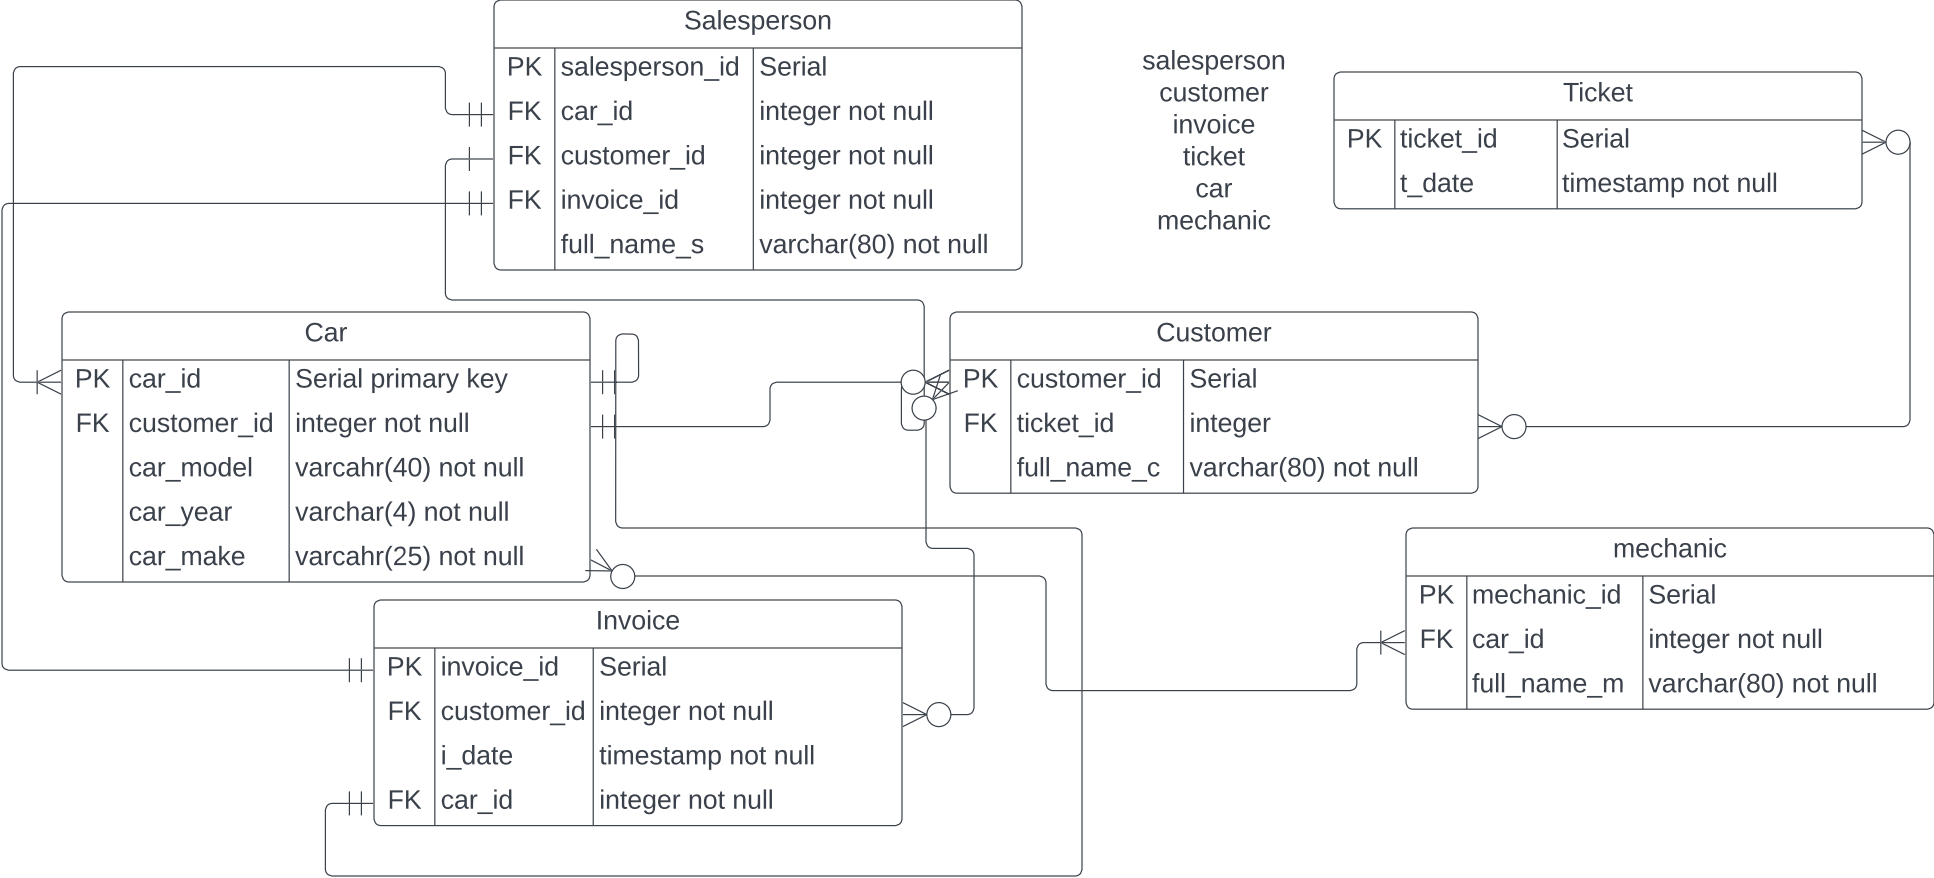 Salesperson
PK salesperson_id Serial
FK car_id integer not null
FK customer_id integer not null
FK invoice_id integer not null
full_name_s varchar(80) not null
salesperson
customer
invoice
ticket
car
mechanic
Ticket
PK ticket_id Serial
t_date timestamp not null
Car
PK car_id Serial primary key
FK customer_id integer not null
car_model varcahr(40) not null
car_year varchar(4) not null
car_make varcahr(25) not null
Customer
PK customer_id Serial
FK ticket_id integer
full_name_c varchar(80) not null
Invoice
PK invoice_id Serial
FK customer_id integer not null
i_date timestamp not null
FK car_id integer not null
mechanic
PK mechanic_id Serial
FK car_id integer not null
full_name_m varchar(80) not null